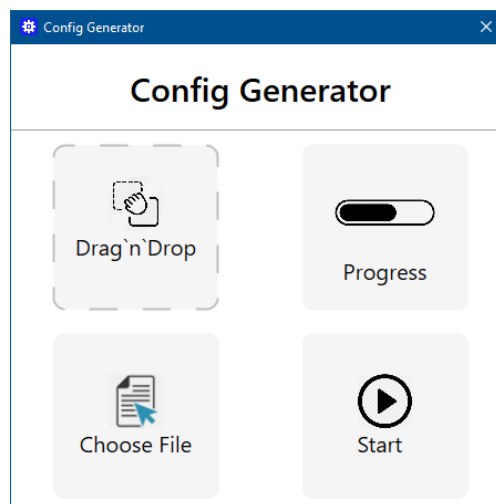 Config Generator
Config Generator
Drag`n`Drop
Progress
Choose File
Start